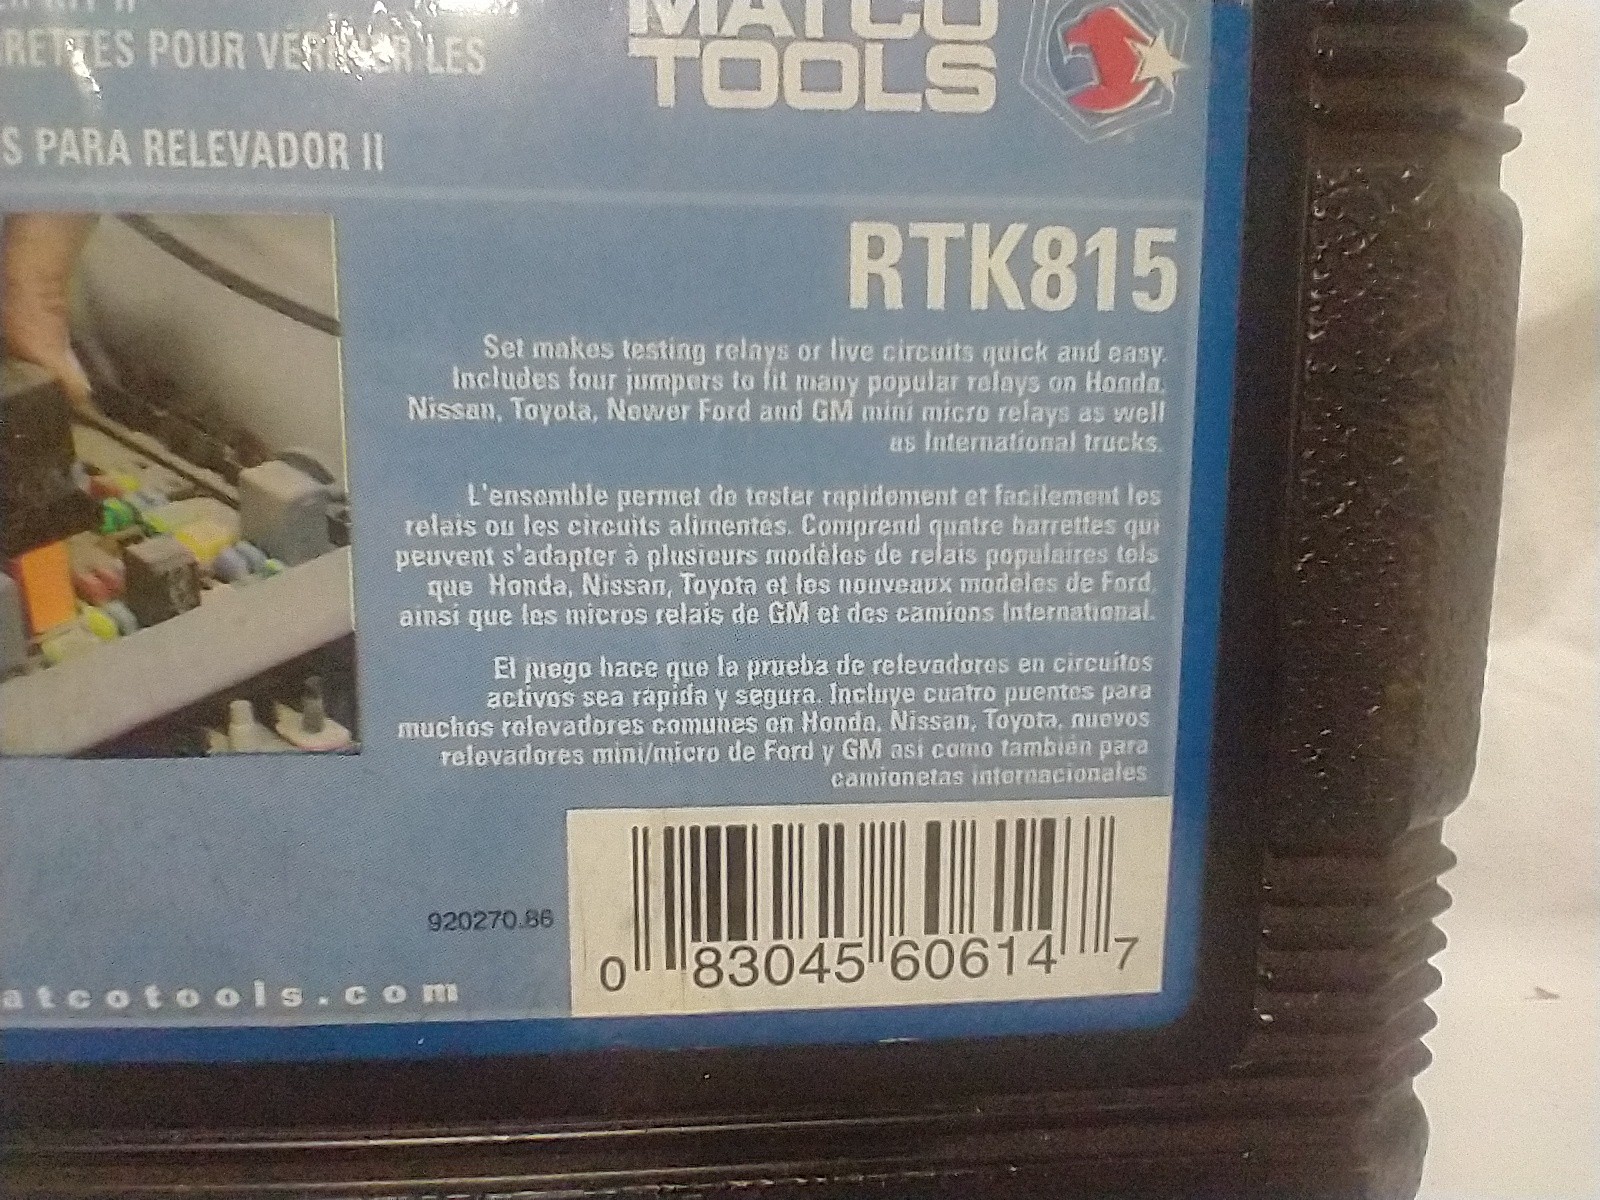 KIT II
MATCO
RETTES POUR VÉRIFIER LES
TOOLS
S PARA RELEVADOR II
RTK815
Set makes testing relays or live circuits quick and easy.
Includes four jumpers to fit many popular relays on Honda,
Nissan, Toyota, Newer Ford and GM mini micro relays as well
as International trucks.
L'ensemble permet de tester rapidement et facilement les
relais ou les circuits alimentés. Comprend quatre barrettes qui
peuvent s'adapter à plusieurs modèles de relais populaires tels
que Honda, Nissan, Toyota et les nouveaux modèles de Ford,
ainsi que les micros relais de GM et des camions International.
El juego hace que la prueba de relevadores en circuitos
activos sea rápida y segura. Incluye cuatro puentes para
muchos relevadores comunes en Honda, Nissan, Toyota, nuevos
relevadores mini/micro de Ford y GM asi como también para
camionetas internacionales
920270.86
0 83045 60614 7
atcotools.com